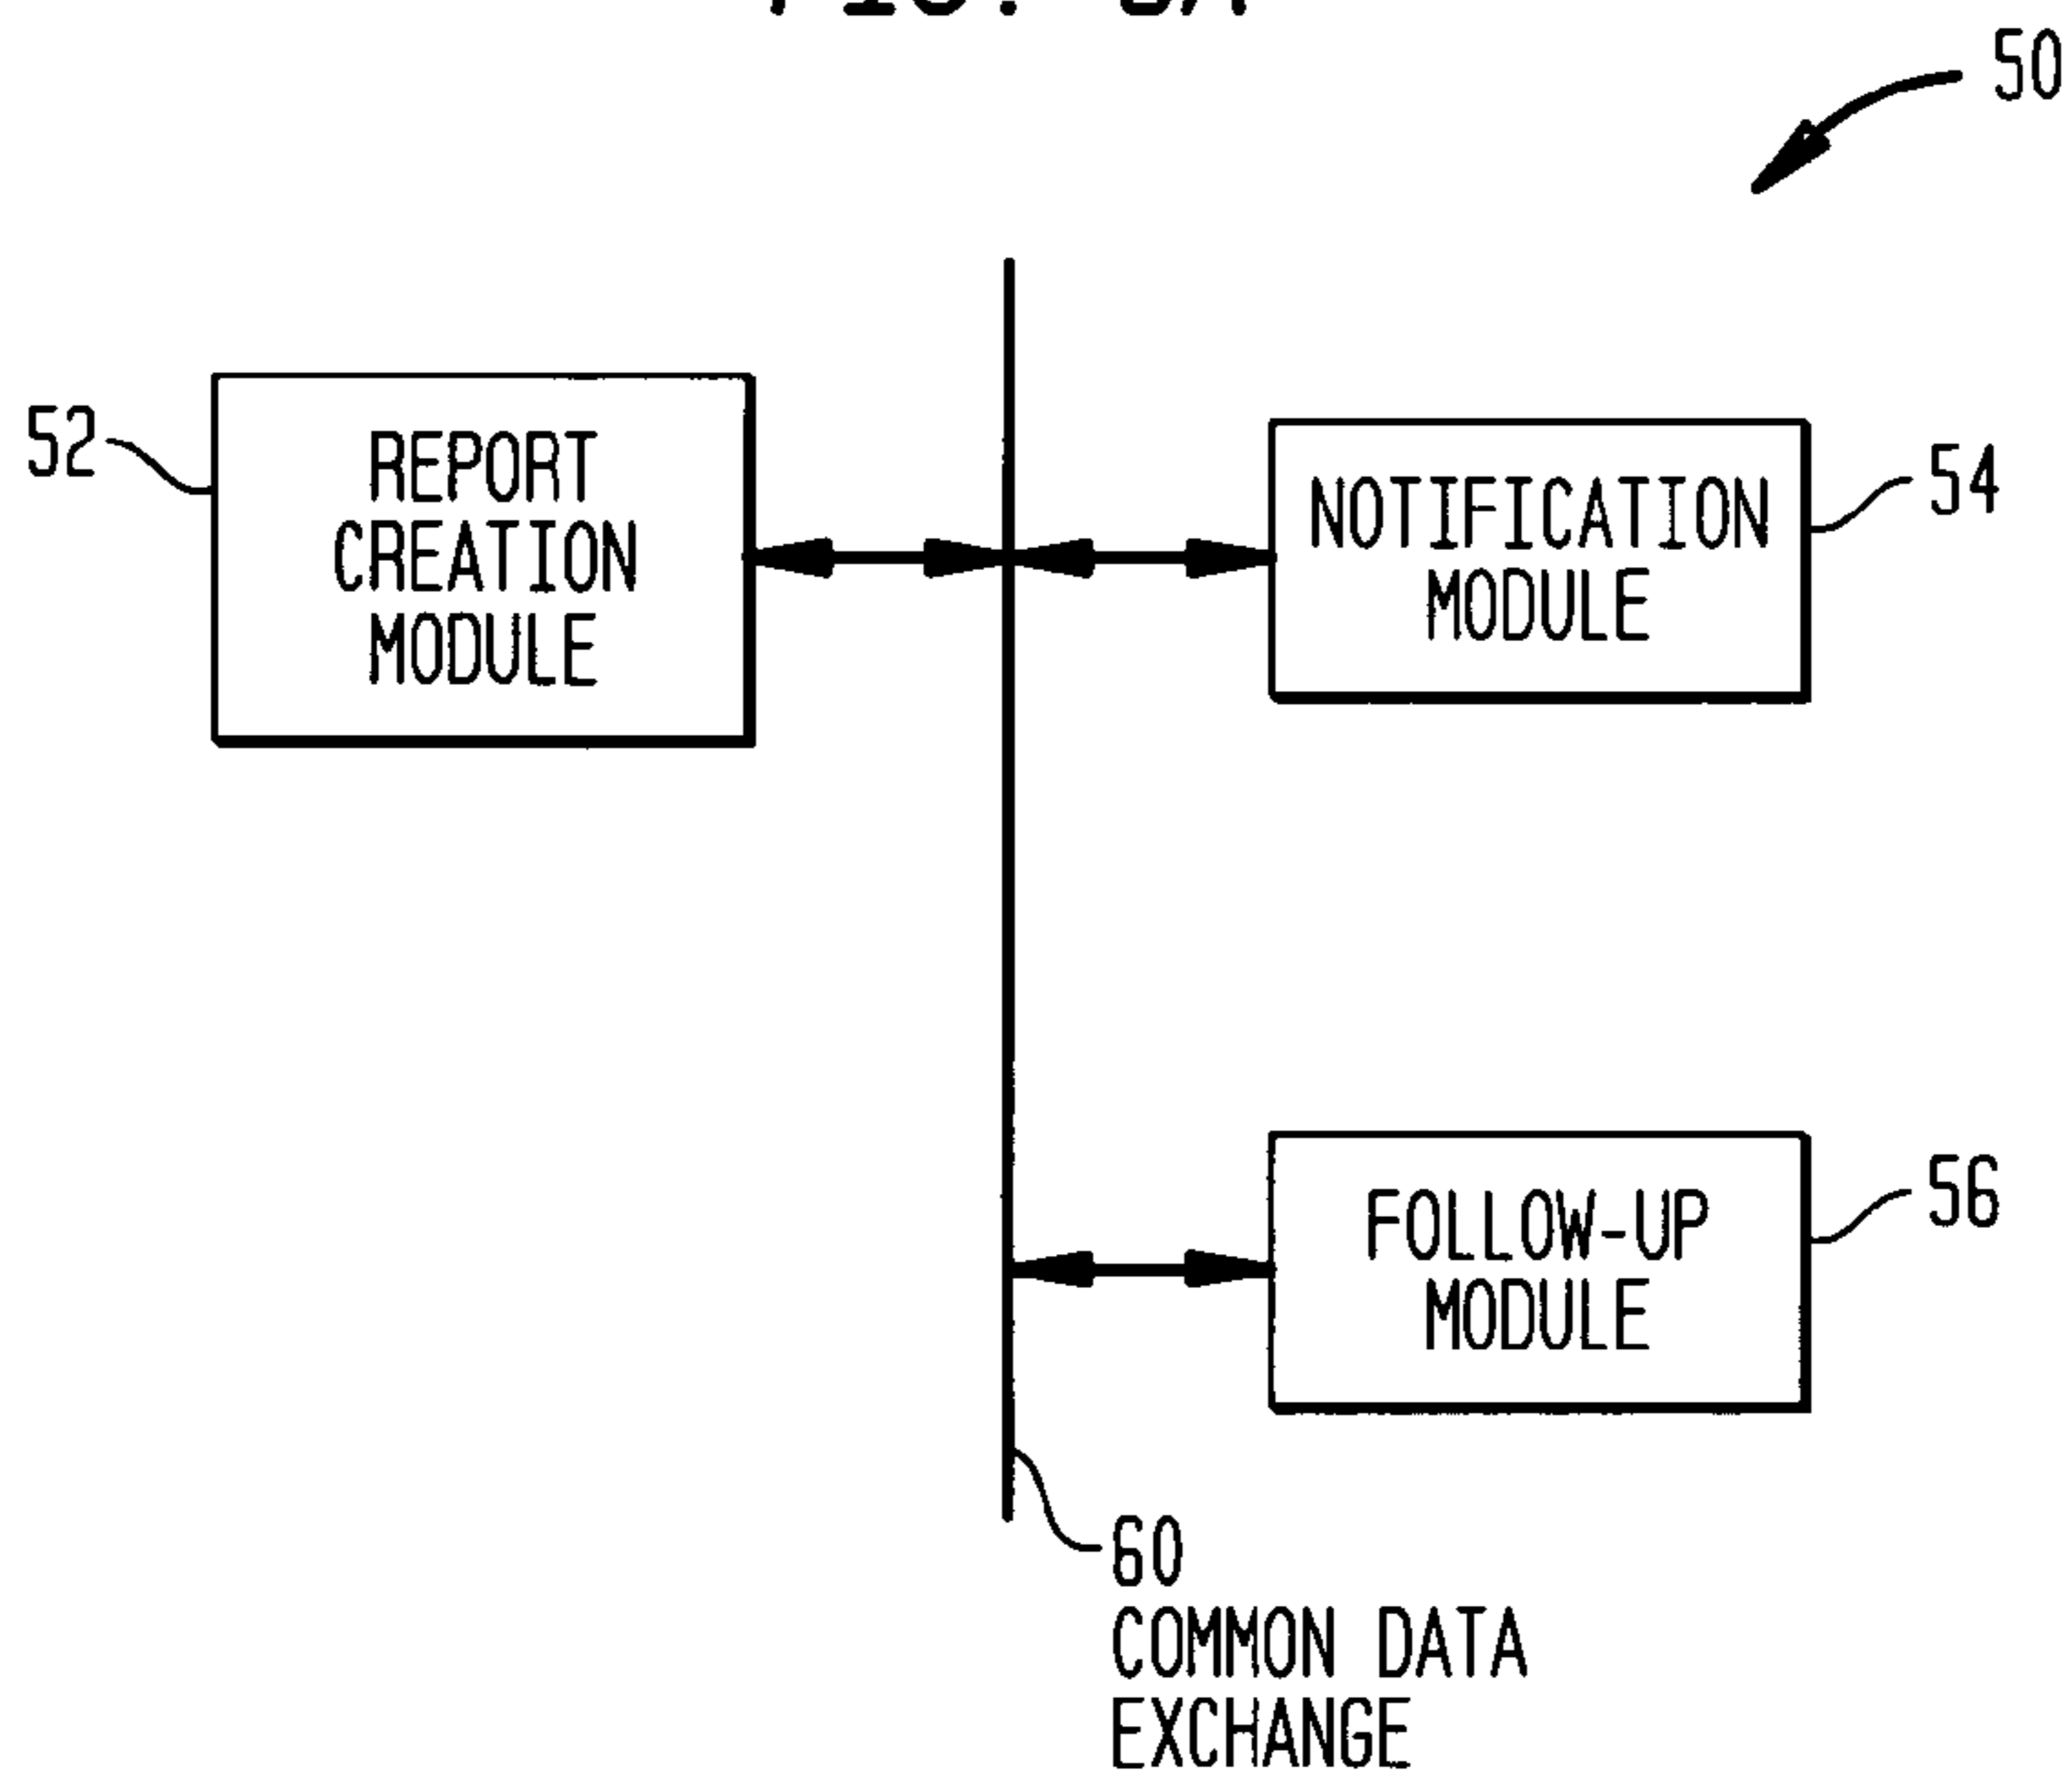 50
52
REPORT
CREATION
MODULE
NOTIFICATION
MODULE
54
FOLLOW-UP
MODULE
56
60
COMMON DATA
EXCHANGE